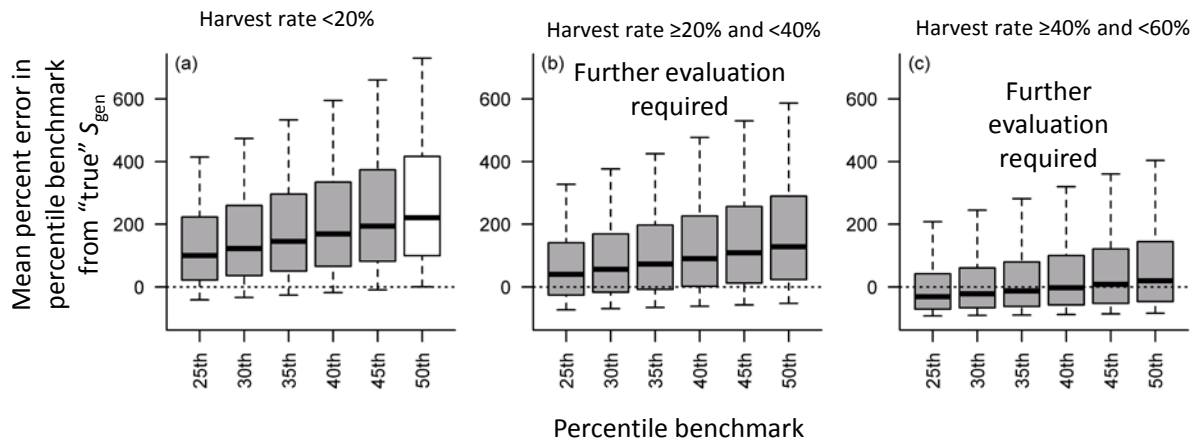 Harvest rate <20%
Harvest rate ≥20% and <40%
Harvest rate ≥40% and <60%
Mean percent error in
percentile benchmark
from “true” Sgen
(a)
600
400
200
0
25th
30th
35th
40th
45th
50th
(b)
Further evaluation
required
600
400
200
0
25th
30th
35th
40th
45th
50th
(c)
Further
evaluation
required
600
400
200
0
25th
30th
35th
40th
45th
50th
Percentile benchmark